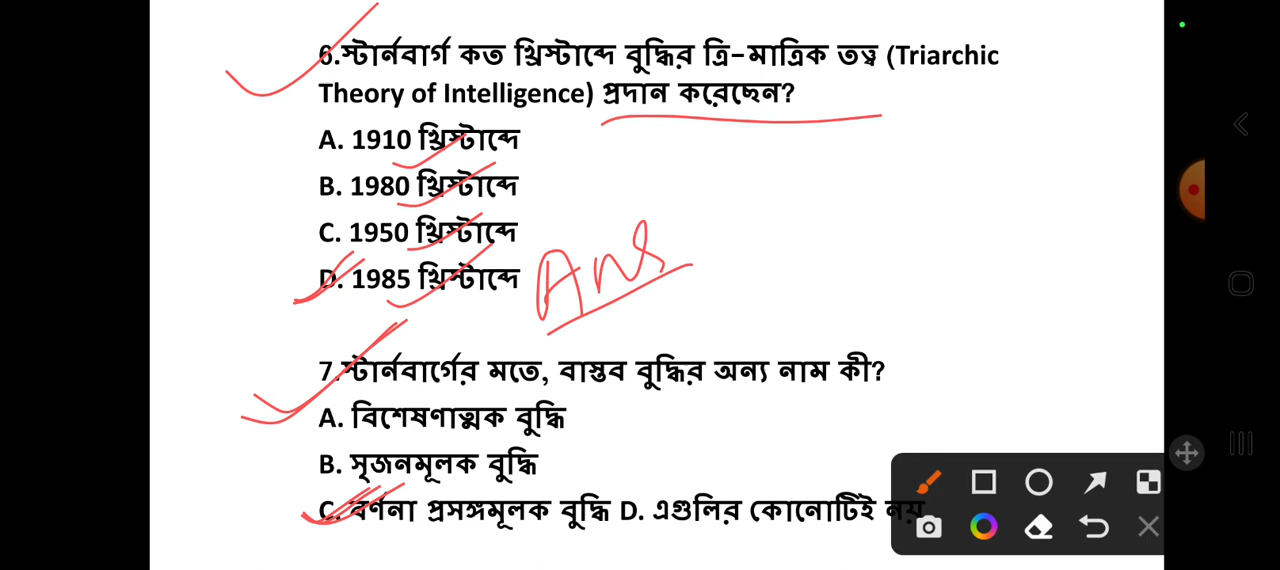 6.স্টার্নবার্গ কত খ্রিস্টাব্দে বুদ্ধির ত্রি-মাত্রিক তত্ত্ব (Triarchic
Theory of Intelligence) প্রদান করেছেন?
A. 1910 খ্রিস্টাব্দে
B. 1980 খ্রিস্টাব্দে
C. 1950 খ্রিস্টাব্দে
D. 1985 খ্রিস্টাব্দে
Ans
7.স্টার্নবার্গের মতে, বাস্তব বুদ্ধির অন্য নাম কী?
A. বিশেষণাত্মক বুদ্ধি
B. সৃজনমূলক বুদ্ধি
C. বর্ণনা প্রসঙ্গমূলক বুদ্ধি D. এগুলির কোনোটিই নয়